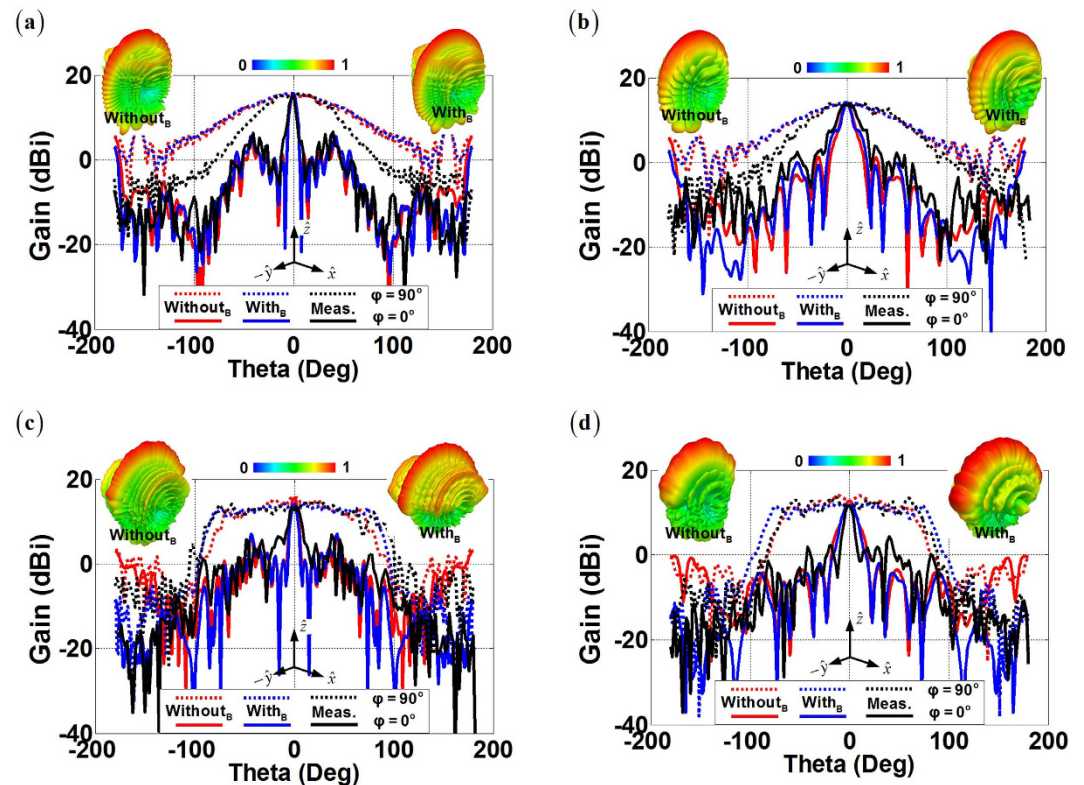 (a)
0 1
Without_B
With_B
20
0
-20
-40
Gain (dBi)
ẑ
-ŷ x̂
φ = 90°
Without_B With_B Meas. φ = 0°
-200 -100 0 100 200
Theta (Deg)
(b)
0 1
Without_B
With_B
20
0
-20
-40
Gain (dBi)
ẑ
-ŷ x̂
φ = 90°
Without_B With_B Meas. φ = 0°
-200 -100 0 100 200
Theta (Deg)
(c)
0 1
Without_B
With_B
20
0
-20
-40
Gain (dBi)
ẑ
-ŷ x̂
φ = 90°
Without_B With_B Meas. φ = 0°
-200 -100 0 100 200
Theta (Deg)
(d)
0 1
Without_B
With_B
20
0
-20
-40
Gain (dBi)
ẑ
-ŷ x̂
φ = 90°
Without_B With_B Meas. φ = 0°
-200 -100 0 100 200
Theta (Deg)